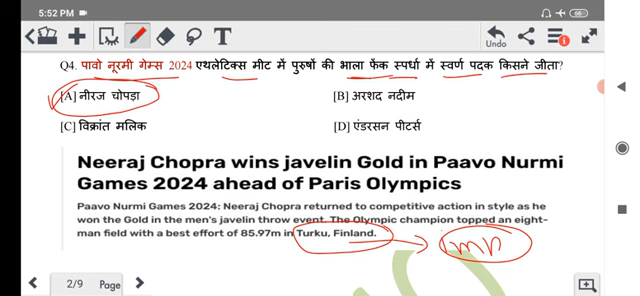 5:52 PM
66
T
Undo
Q4. पावो नूरमी गेम्स 2024 एथलेटिक्स मीट में पुरुषों की भाला फेंक स्पर्धा में स्वर्ण पदक किसने जीता?
[A] नीरज चोपड़ा
[B] अरशद नदीम
[C] विक्रांत मलिक
[D] एंडरसन पीटर्स
Neeraj Chopra wins javelin Gold in Paavo Nurmi
Games 2024 ahead of Paris Olympics
Paavo Nurmi Games 2024: Neeraj Chopra returned to competitive action in style as he
won the Gold in the men's javelin throw event. The Olympic champion topped an eight-
man field with a best effort of 85.97m in Turku, Finland.
2/9 Page